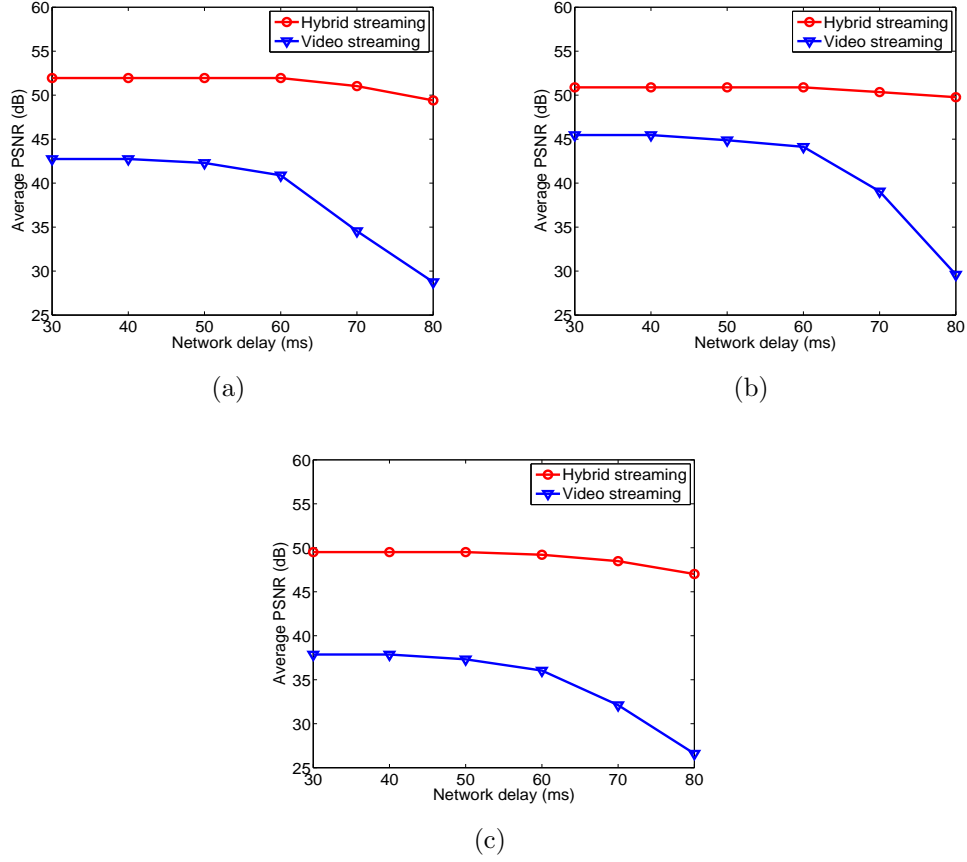 60
55
50
45
40
35
30
25
Average PSNR (dB)
Hybrid streaming
Video streaming
30 40 50 60 70 80
Network delay (ms)
(a)
60
55
50
45
40
35
30
25
Average PSNR (dB)
Hybrid streaming
Video streaming
30 40 50 60 70 80
Network delay (ms)
(b)
60
55
50
45
40
35
30
25
Average PSNR (dB)
Hybrid streaming
Video streaming
30 40 50 60 70 80
Network delay (ms)
(c)